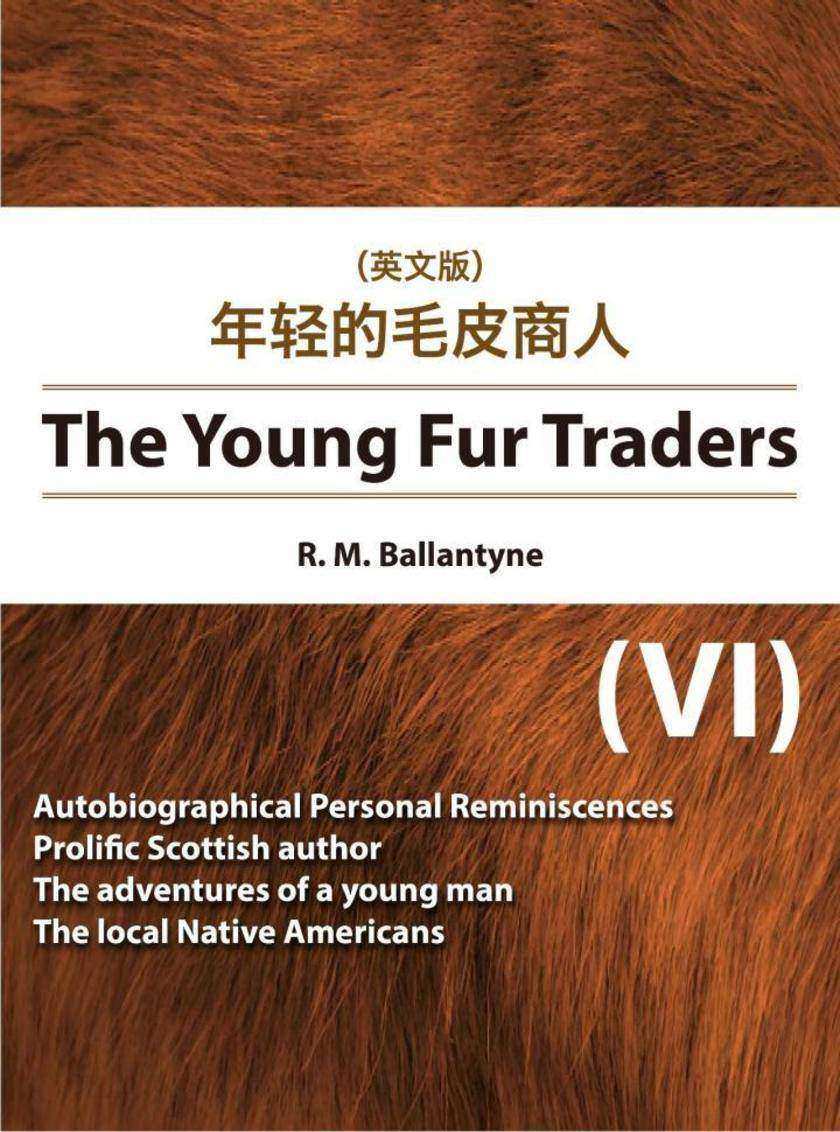 （英文版）
年轻的毛皮商人
The Young Fur Traders
R. M. Ballantyne
(VI)
Autobiographical Personal Reminiscences
Prolific Scottish author
The adventures of a young man
The local Native Americans